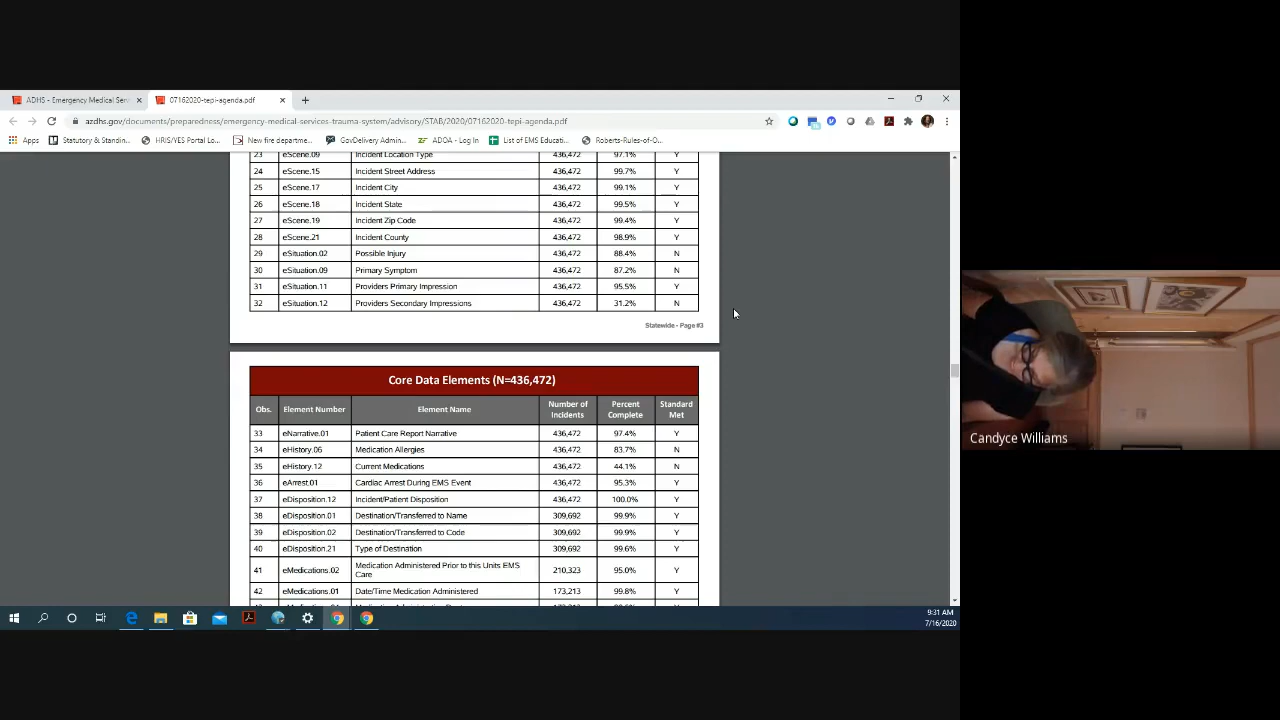 ADHS - Emergency Medical Serv
07162020-tepi-agenda.pdf
azdhs.gov/documents/preparedness/emergency-medical-services-trauma-system/advisory/STAB/2020/07162020-tepi-agenda.pdf
Apps Statutory & Standin... HRIS/YES Portal Lo... New fire departme... GovDelivery Admin... ADOA - Log In List of EMS Educati... Roberts-Rules-of-O...
23 eScene.09 Incident Location Type 436,472 97.1% Y
24 eScene.15 Incident Street Address 436,472 99.7% Y
25 eScene.17 Incident City 436,472 99.1% Y
26 eScene.18 Incident State 436,472 99.5% Y
27 eScene.19 Incident Zip Code 436,472 99.4% Y
28 eScene.21 Incident County 436,472 98.9% Y
29 eSituation.02 Possible Injury 436,472 88.4% N
30 eSituation.09 Primary Symptom 436,472 87.2% N
31 eSituation.11 Providers Primary Impression 436,472 95.5% Y
32 eSituation.12 Providers Secondary Impressions 436,472 31.2% N
Statewide - Page #3
Core Data Elements (N=436,472)
Obs. Element Number Element Name Number of Incidents Percent Complete Standard Met
33 eNarrative.01 Patient Care Report Narrative 436,472 97.4% Y
34 eHistory.06 Medication Allergies 436,472 83.7% N
35 eHistory.12 Current Medications 436,472 44.1% N
36 eArrest.01 Cardiac Arrest During EMS Event 436,472 95.3% Y
37 eDisposition.12 Incident/Patient Disposition 436,472 100.0% Y
38 eDisposition.01 Destination/Transferred to Name 309,692 99.9% Y
39 eDisposition.02 Destination/Transferred to Code 309,692 99.9% Y
40 eDisposition.21 Type of Destination 309,692 99.6% Y
41 eMedications.02 Medication Administered Prior to this Units EMS Care 210,323 95.0% Y
42 eMedications.01 Date/Time Medication Administered 173,213 99.8% Y
9:31 AM
7/16/2020
Candyce Williams